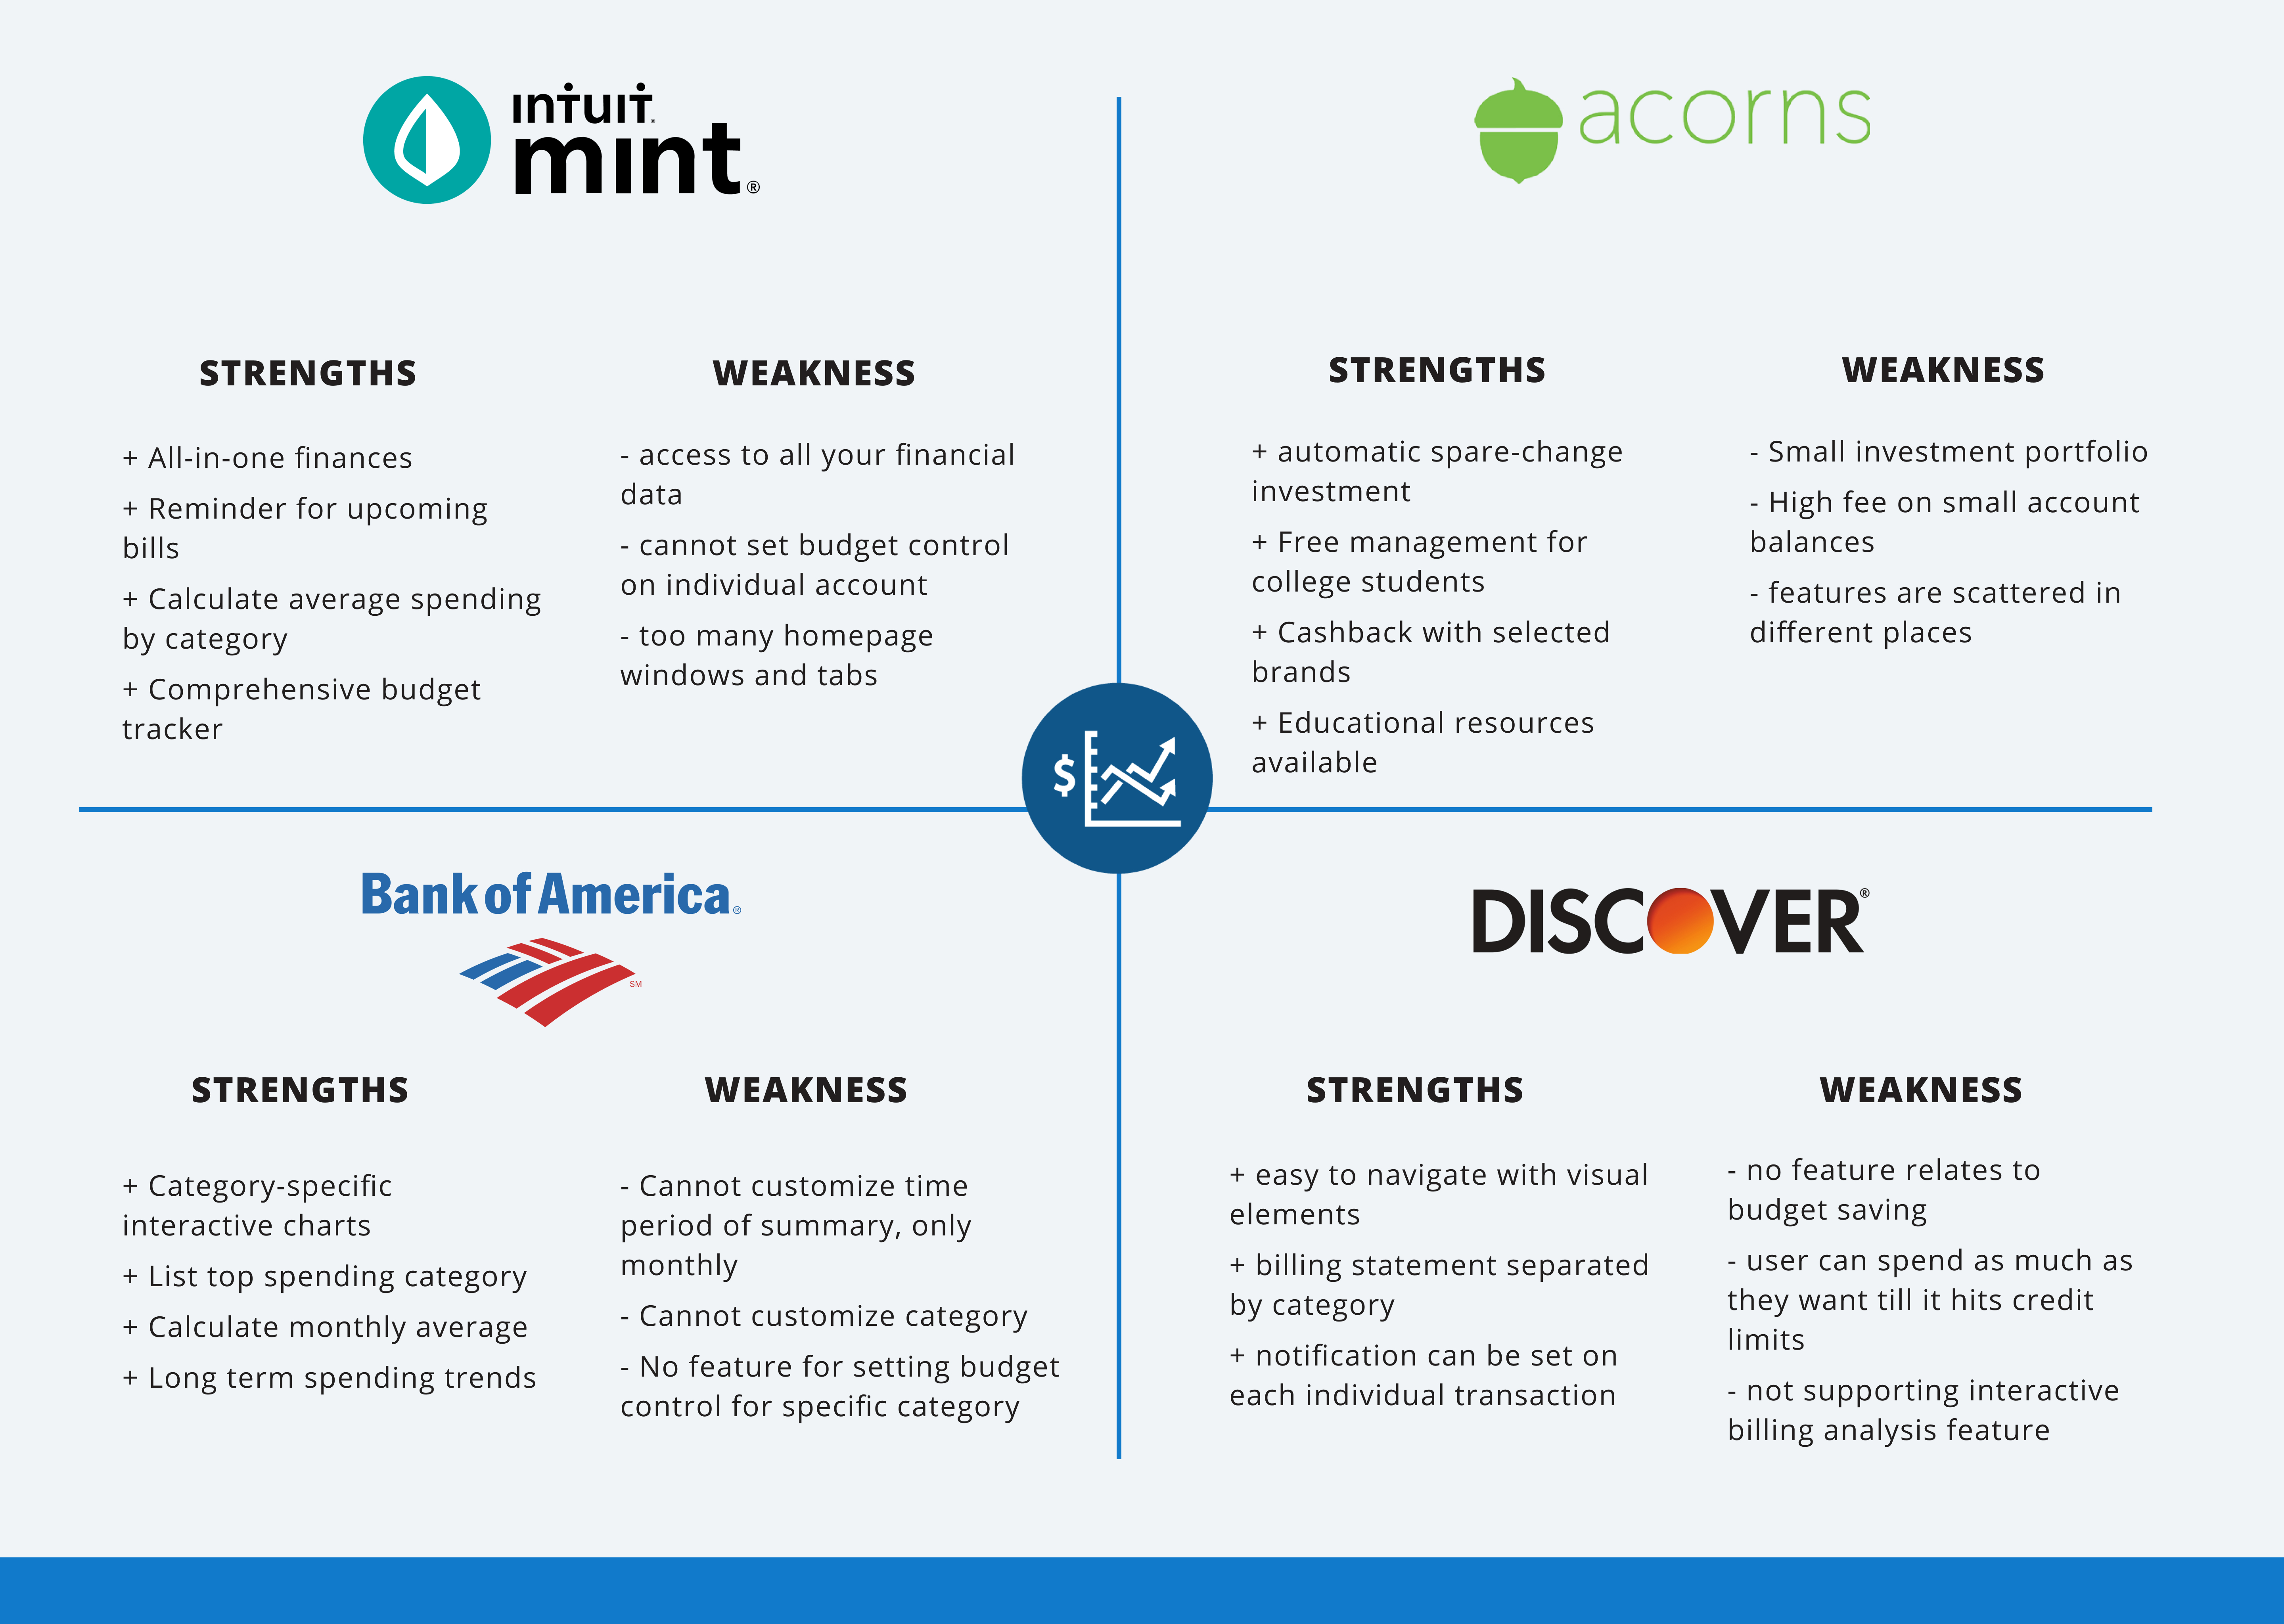 ıntuıt.
mınt®
STRENGTHS
+ All-in-one finances
+ Reminder for upcoming
bills
+ Calculate average spending
by category
+ Comprehensive budget
tracker
WEAKNESS
- access to all your financial
data
- cannot set budget control
on individual account
- too many homepage
windows and tabs
acorns
STRENGTHS
+ automatic spare-change
investment
+ Free management for
college students
+ Cashback with selected
brands
+ Educational resources
available
WEAKNESS
- Small investment portfolio
- High fee on small account
balances
- features are scattered in
different places
$
Bank of America®
SM
STRENGTHS
+ Category-specific
interactive charts
+ List top spending category
+ Calculate monthly average
+ Long term spending trends
WEAKNESS
- Cannot customize time
period of summary, only
monthly
- Cannot customize category
- No feature for setting budget
control for specific category
DISCOVER®
STRENGTHS
+ easy to navigate with visual
elements
+ billing statement separated
by category
+ notification can be set on
each individual transaction
WEAKNESS
- no feature relates to
budget saving
- user can spend as much as
they want till it hits credit
limits
- not supporting interactive
billing analysis feature